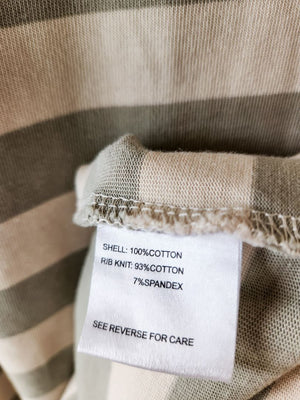 SHELL: 100%COTTON
RIB KNIT: 93%COTTON
7%SPANDEX
SEE REVERSE FOR CARE